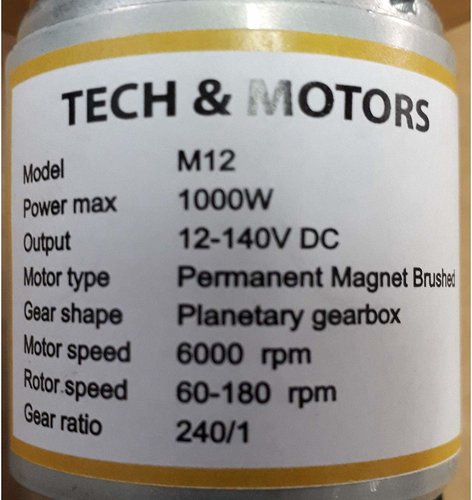 TECH & MOTORS
Model M12
Power max 1000W
Output 12-140V DC
Motor type Permanent Magnet Brushed
Gear shape Planetary gearbox
Motor speed 6000 rpm
Rotor speed 60-180 rpm
Gear ratio 240/1